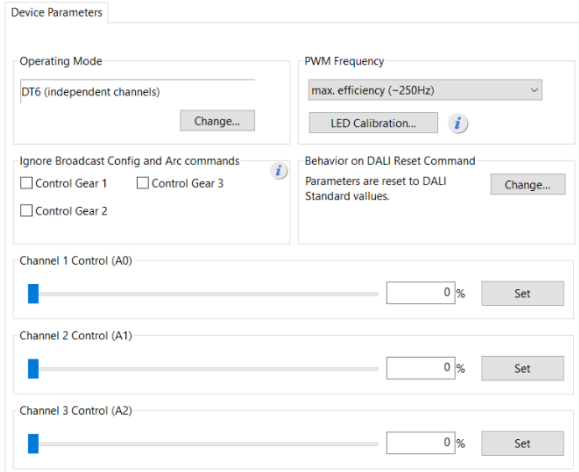 Device Parameters
Operating Mode
DT6 (independent channels)
Change...
PWM Frequency
max. efficiency (~250Hz)
LED Calibration...
i
Ignore Broadcast Config and Arc commands
i
Control Gear 1
Control Gear 3
Control Gear 2
Behavior on DALI Reset Command
Parameters are reset to DALI
Standard vallues.
Change...
Channel 1 Control (A0)
0 %
Set
Channel 2 Control (A1)
0 %
Set
Channel 3 Control (A2)
0 %
Set